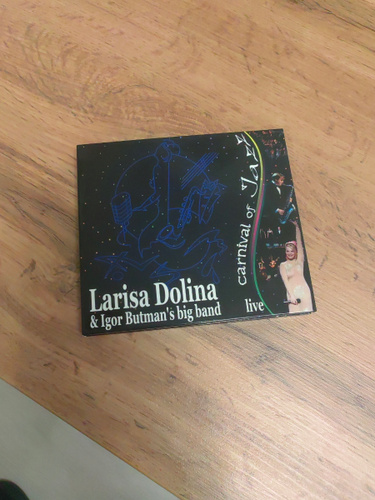 Larisa Dolina
& Igor Butman's big band
carnival of Jazz
live